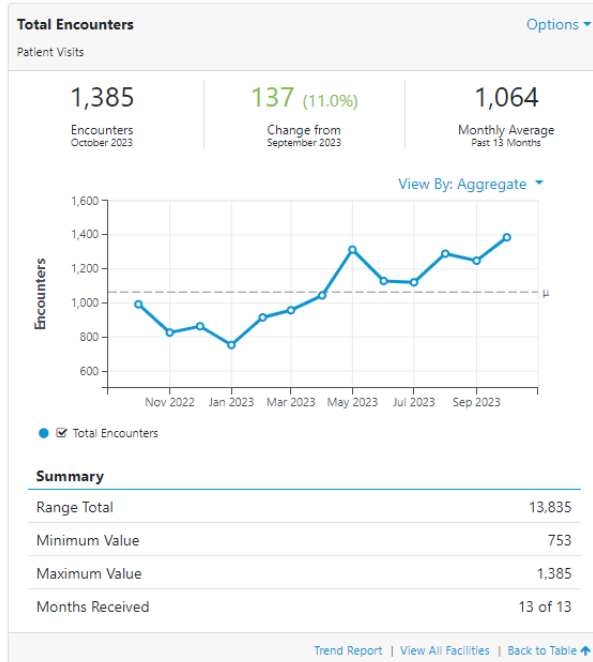 Total Encounters Options
Patient Visits
1,385 137 (11.0%) 1,064
Encounters Change from Monthly Average
October 2023 September 2023 Past 13 Months
View By: Aggregate
1,600
1,400
1,200
1,000
800
600
Encounters
μ
Nov 2022 Jan 2023 Mar 2023 May 2023 Jul 2023 Sep 2023
Total Encounters
Summary
Range Total 13,835
Minimum Value 753
Maximum Value 1,385
Months Received 13 of 13
Trend Report | View All Facilities | Back to Table